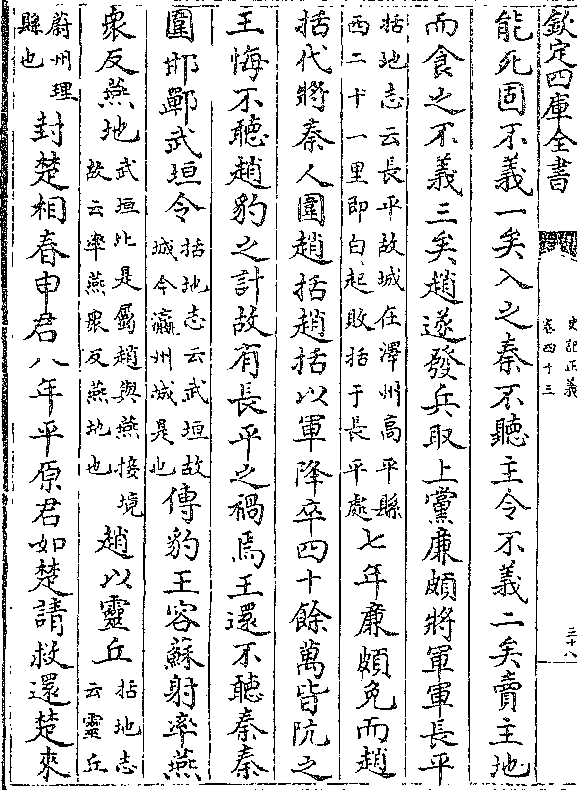 欽定四庫全書
史記正義
卷四十三
三十八
能死固不義一矣入之秦不聽主令不義二矣賣主地
而食之不義三矣趙遂發兵取上黨廉頗將軍軍長平
括地志云長平故城在澤州高平縣
西二十一里即白起敗括于長平處
七年廉頗免而趙
括代將秦人圍趙括趙括以軍降卒四十餘萬皆阬之
王悔不聽趙豹之計故有長平之禍焉王還不聽秦秦
圍邯鄲武垣令
括地志云武垣故
城今瀛州城是也
傅豹王容蘇射率燕
衆反燕地
武垣此是屬趙與燕接境
故云率燕衆反燕地也
趙以靈丘
括地志
云靈丘
蔚州理
縣也
封楚相春申君八年平原君如楚請救還楚來